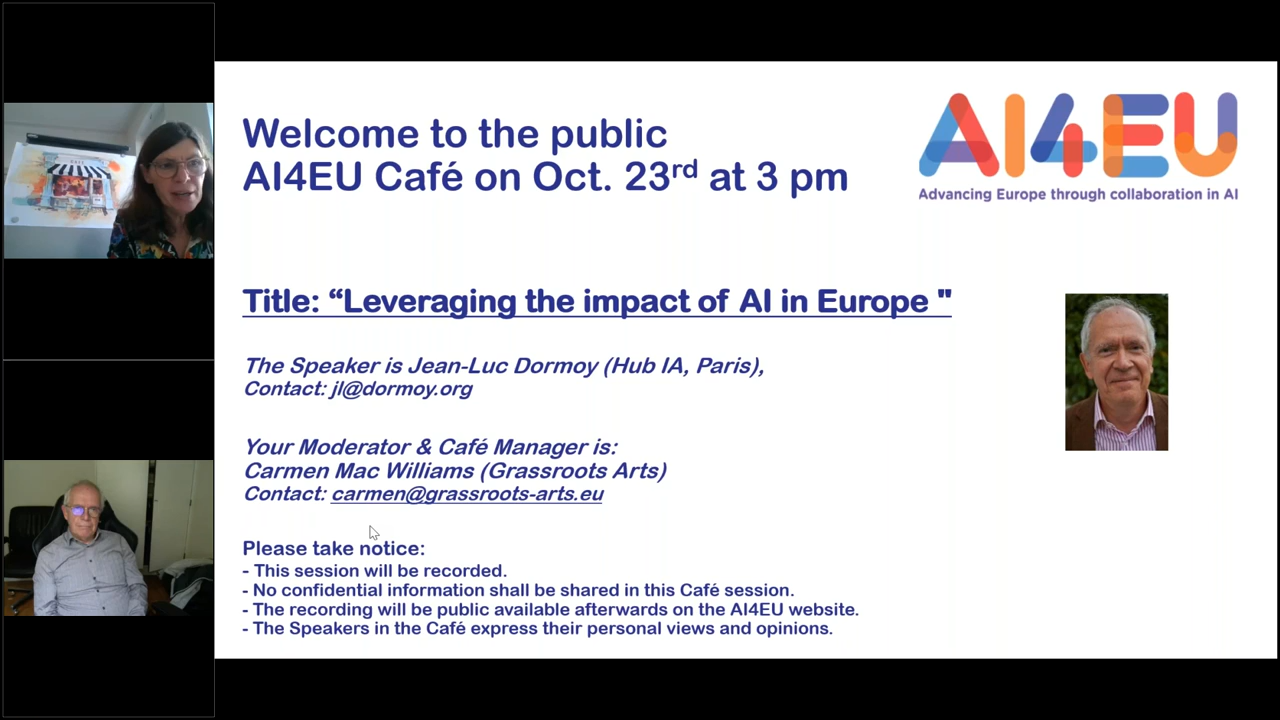 Welcome to the public
AI4EU Café on Oct. 23rd at 3 pm
AI4EU
Advancing Europe through collaboration in AI
Title: “Leveraging the impact of AI in Europe "
The Speaker is Jean-Luc Dormoy (Hub IA, Paris),
Contact: jl@dormoy.org
Your Moderator & Café Manager is:
Carmen Mac Williams (Grassroots Arts)
Contact: carmen@grassroots-arts.eu
Please take notice:
- This session will be recorded.
- No confidential information shall be shared in this Café session.
- The recording will be public available afterwards on the AI4EU website.
- The Speakers in the Café express their personal views and opinions.